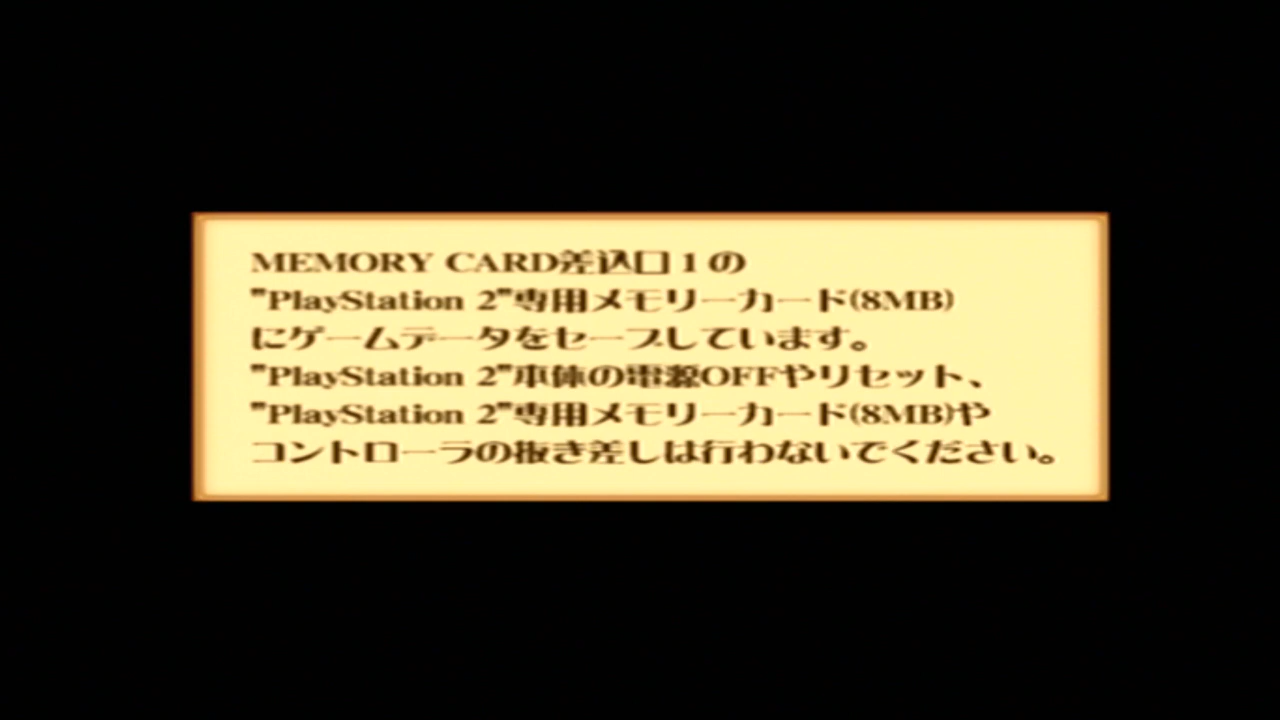 MEMORY CARD差込口1の
"PlayStation 2"専用メモリーカード(8MB)
にゲームデータをセーブしています。
"PlayStation 2"本体の電源OFFやリセット、
"PlayStation 2"専用メモリーカード(8MB)や
コントローラの抜き差しは行わないでください。